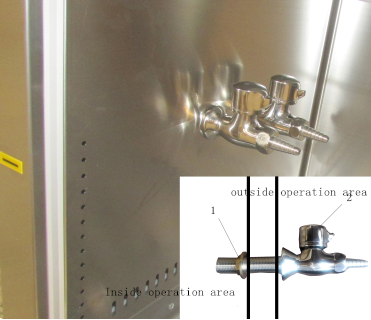 outside operation area
2
1
Inside operation area